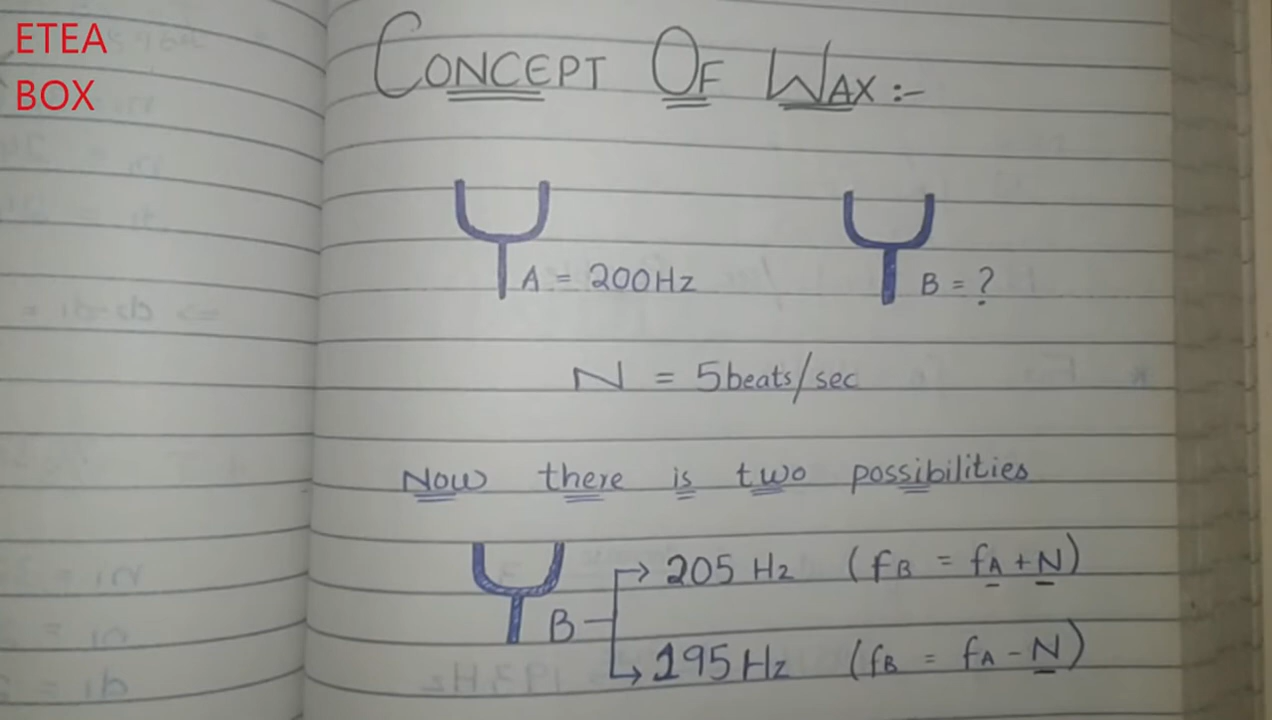 ETEA
BOX
CONCEPT OF WAX :-
A = 200Hz
B = ?
N = 5beats/sec
Now there is two possibilities
205 Hz (fB = fA + N)
B
195 Hz (fB = fA - N)